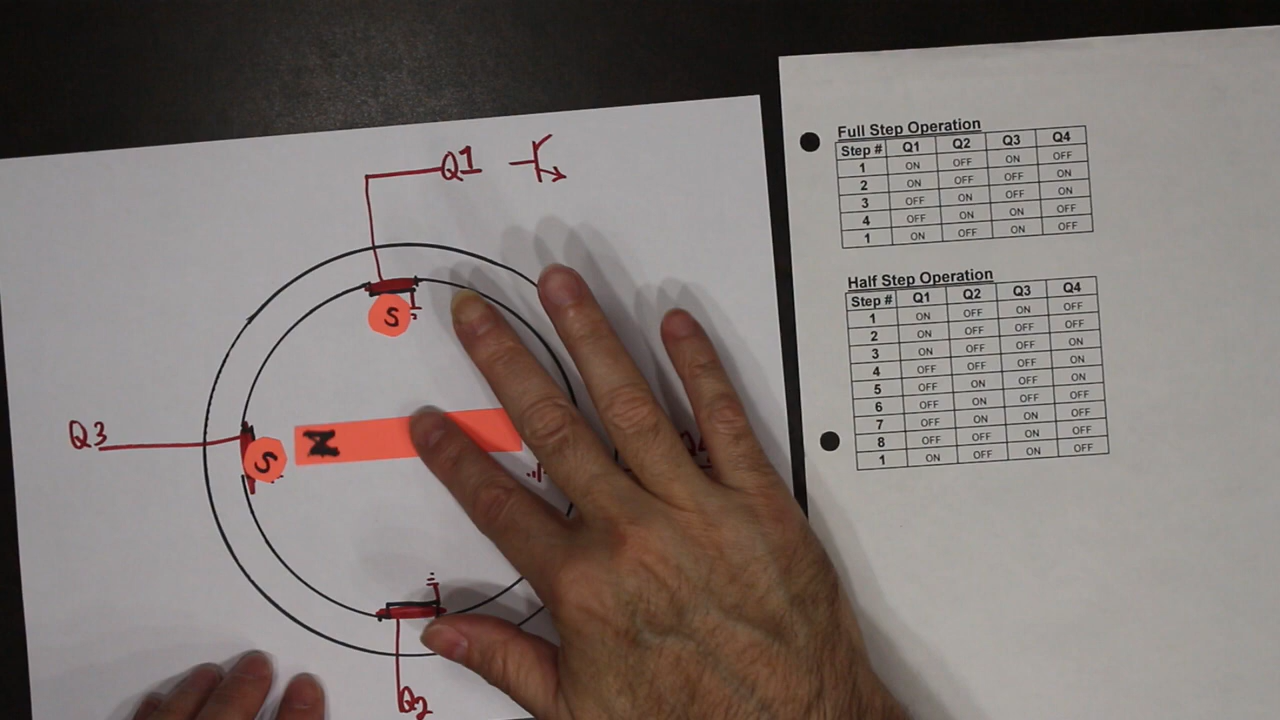 Q1
S
Q3
S
N
Q2
Full Step Operation
Step # Q1 Q2 Q3 Q4
1 ON OFF ON OFF
2 ON OFF OFF ON
3 OFF ON OFF ON
4 OFF ON ON OFF
1 ON OFF ON OFF
Half Step Operation
Step # Q1 Q2 Q3 Q4
1 ON OFF ON OFF
2 ON OFF OFF OFF
3 ON OFF OFF ON
4 OFF OFF OFF ON
5 OFF ON OFF ON
6 OFF ON OFF OFF
7 OFF ON ON OFF
8 OFF OFF ON OFF
1 ON OFF ON OFF